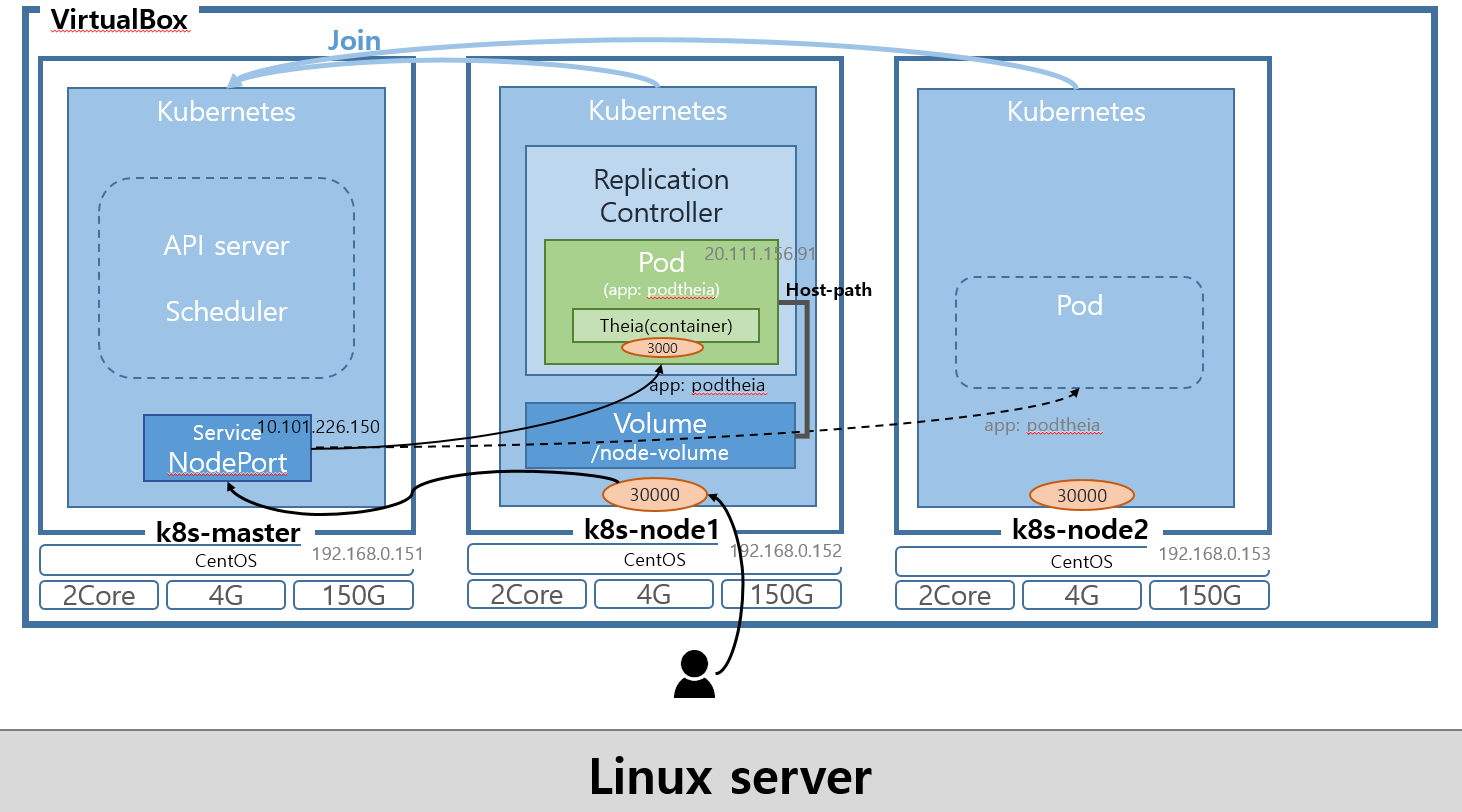 VirtualBox
Join
Kubernetes
API server
Scheduler
Service
NodePort
10.101.226.150
k8s-master
192.168.0.151
CentOS
2Core
4G
150G
Kubernetes
Replication
Controller
Pod
20.111.156.91
(app: podtheia)
Host-path
Theia(container)
3000
app: podtheia
Volume
/node-volume
30000
k8s-node1
192.168.0.152
CentOS
2Core
4G
150G
Kubernetes
Pod
app: podtheia
30000
k8s-node2
192.168.0.153
CentOS
2Core
4G
150G
Linux server